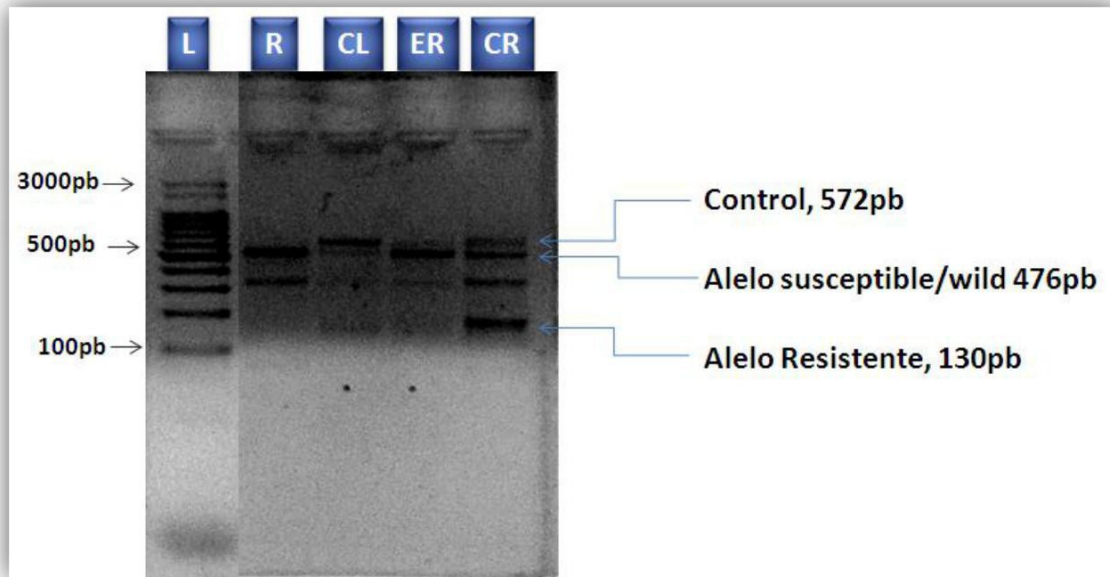 L R CL ER CR
3000pb
500pb
100pb
Control, 572pb
Alelo susceptible/wild 476pb
Alelo Resistente, 130pb